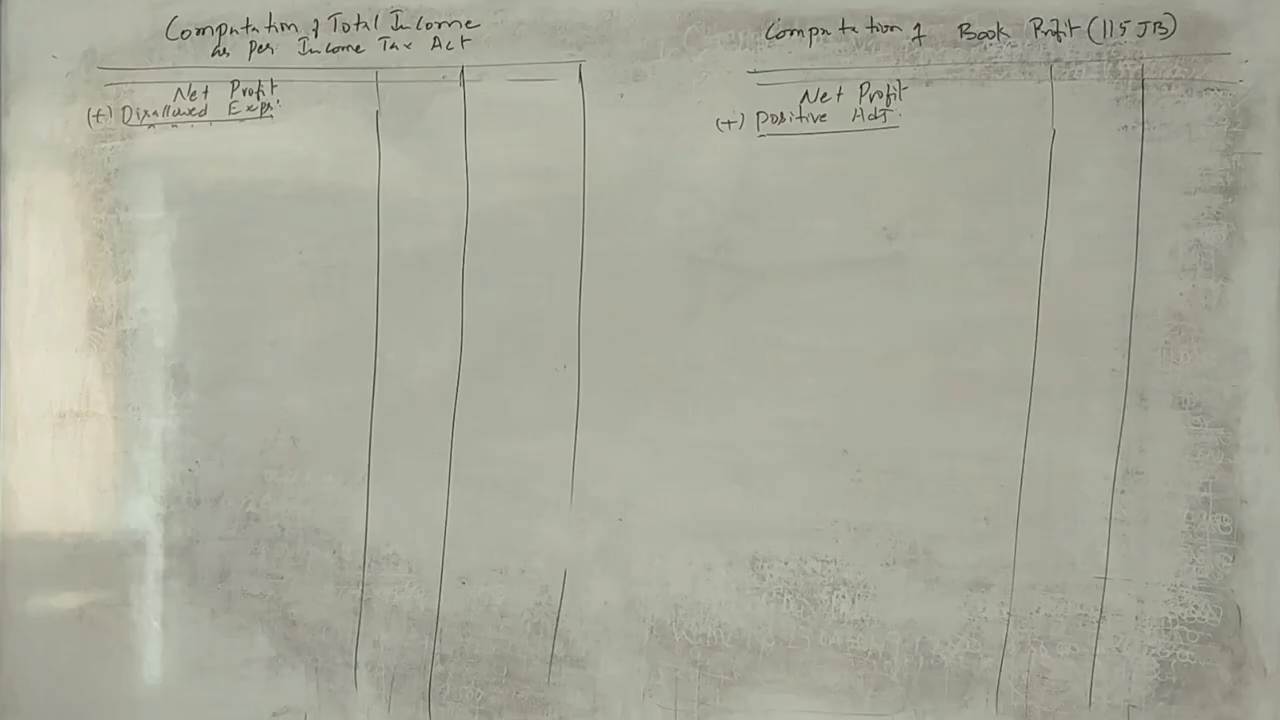 Computation of Total Income
as per Income Tax Act
Net Profit
(+) Disallowed Exps:
Computation of Book Profit (115 JB)
Net Profit
(+) Positive Adj: